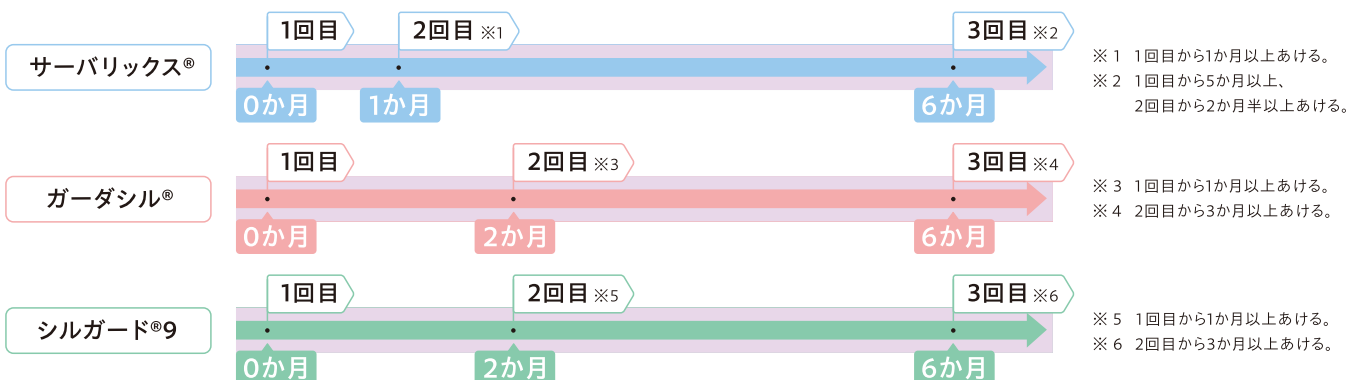 1回目 2回目 ※1 3回目 ※2
サーバリックス®
0か月 1か月 6か月
※ 1 1回目から1か月以上あける。
※ 2 1回目から5か月以上、
2回目から2か月半以上あける。
1回目 2回目 ※3 3回目 ※4
ガーダシル®
0か月 2か月 6か月
※ 3 1回目から1か月以上あける。
※ 4 2回目から3か月以上あける。
1回目 2回目 ※5 3回目 ※6
シルガード®9
0か月 2か月 6か月
※ 5 1回目から1か月以上あける。
※ 6 2回目から3か月以上あける。